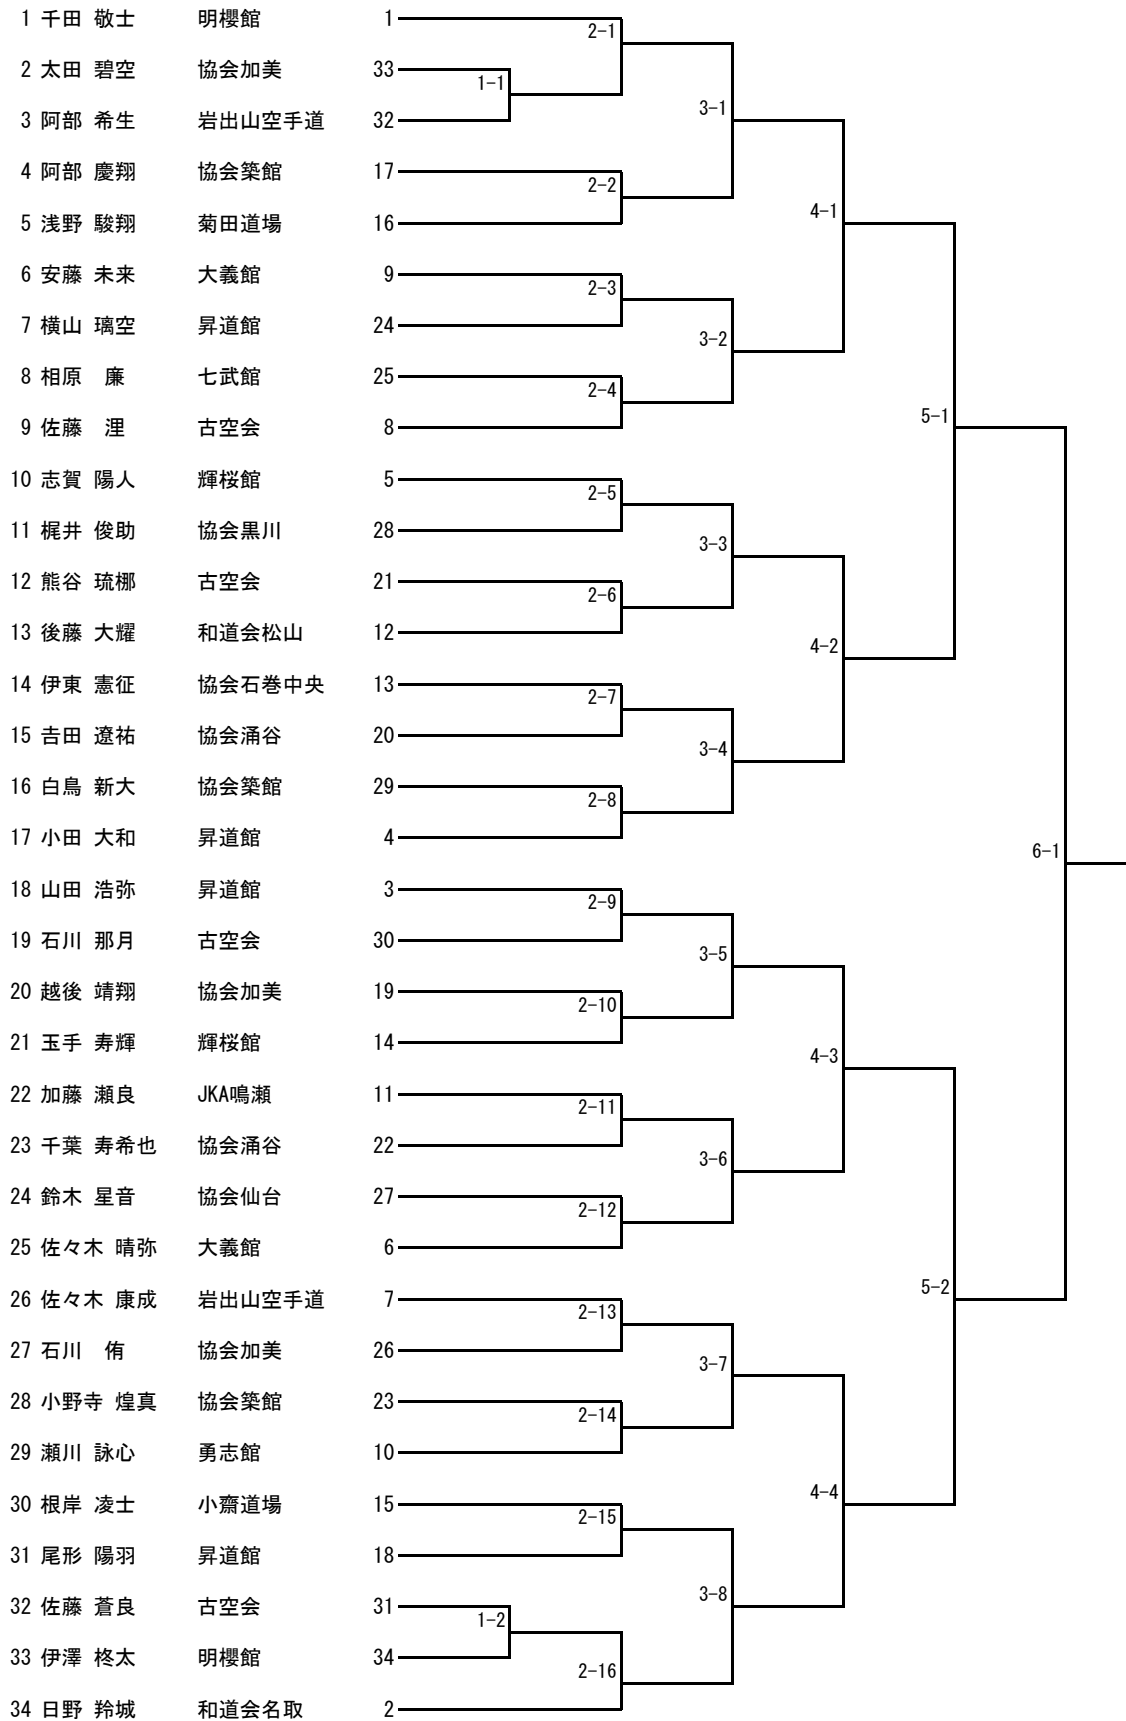 1 千田 敬士 明櫻館 1
2-1
2 太田 碧空 協会加美 33
1-1
3-1
3 阿部 希生 岩出山空手道 32
4 阿部 慶翔 協会築館 17
2-2
4-1
5 浅野 駿翔 菊田道場 16
6 安藤 未来 大義館 9
2-3
7 横山 璃空 昇道館 24
3-2
8 相原 廉 七武館 25
2-4
5-1
9 佐藤 浬 古空会 8
10 志賀 陽人 輝桜館 5
2-5
11 梶井 俊助 協会黒川 28
3-3
12 熊谷 琉梛 古空会 21
2-6
13 後藤 大耀 和道会松山 12
4-2
14 伊東 憲征 協会石巻中央 13
2-7
15 吉田 遼祐 協会涌谷 20
3-4
16 白鳥 新大 協会築館 29
2-8
17 小田 大和 昇道館 4
6-1
18 山田 浩弥 昇道館 3
2-9
19 石川 那月 古空会 30
3-5
20 越後 靖翔 協会加美 19
2-10
21 玉手 寿輝 輝桜館 14
4-3
22 加藤 瀬良 JKA鳴瀬 11
2-11
23 千葉 寿希也 協会涌谷 22
3-6
24 鈴木 星音 協会仙台 27
2-12
25 佐々木 晴弥 大義館 6
5-2
26 佐々木 康成 岩出山空手道 7
2-13
27 石川 侑 協会加美 26
3-7
28 小野寺 煌真 協会築館 23
2-14
29 瀬川 詠心 勇志館 10
4-4
30 根岸 凌士 小齋道場 15
2-15
31 尾形 陽羽 昇道館 18
3-8
32 佐藤 蒼良 古空会 31
1-2
33 伊澤 柊太 明櫻館 34
2-16
34 日野 羚城 和道会名取 2